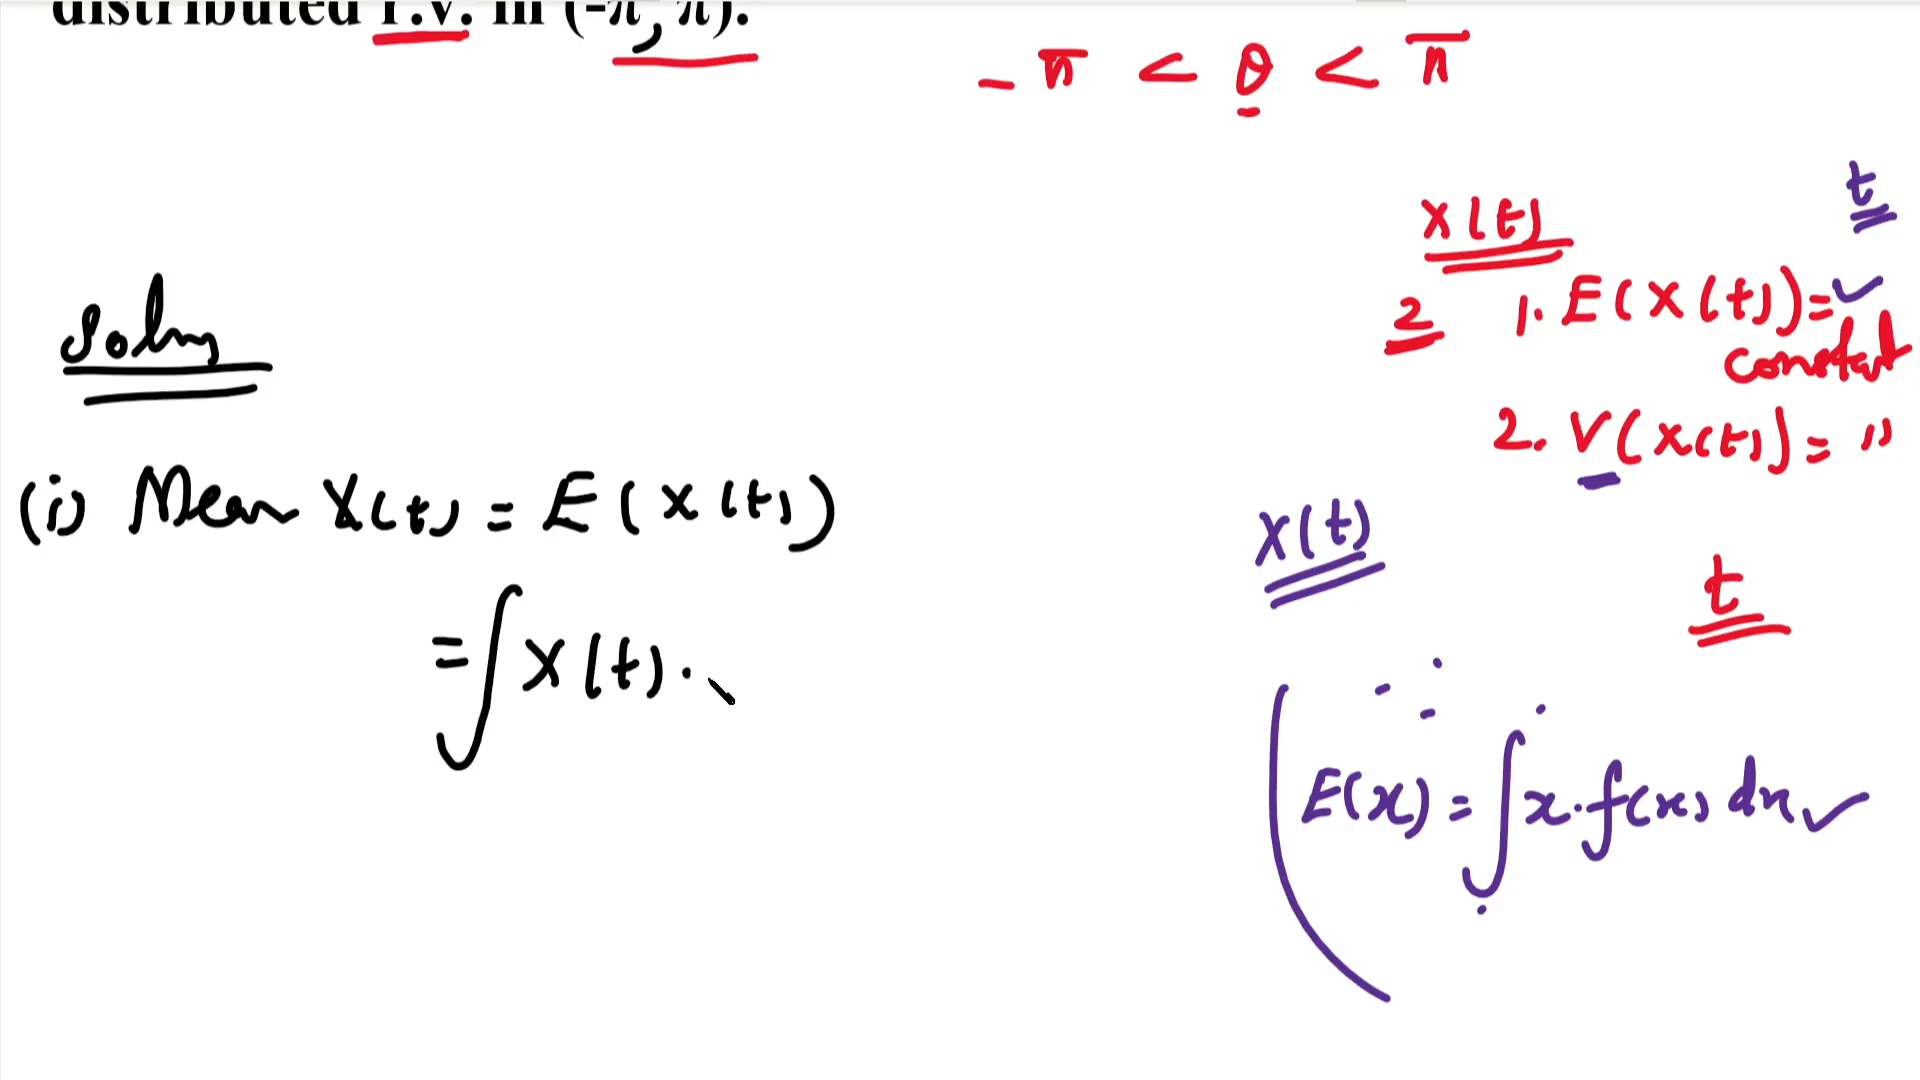 distributed r.v. in (-π, π).
-π < θ < π
t
X(t)
2 1. E(X(t)) = ✓
constant
Soln
2. V(X(t)) = "
(i) Mean X(t) = E(X(t))
X(t)
t
= ∫ X(t) ·
E(x) = ∫ x · f(x) dx ✓